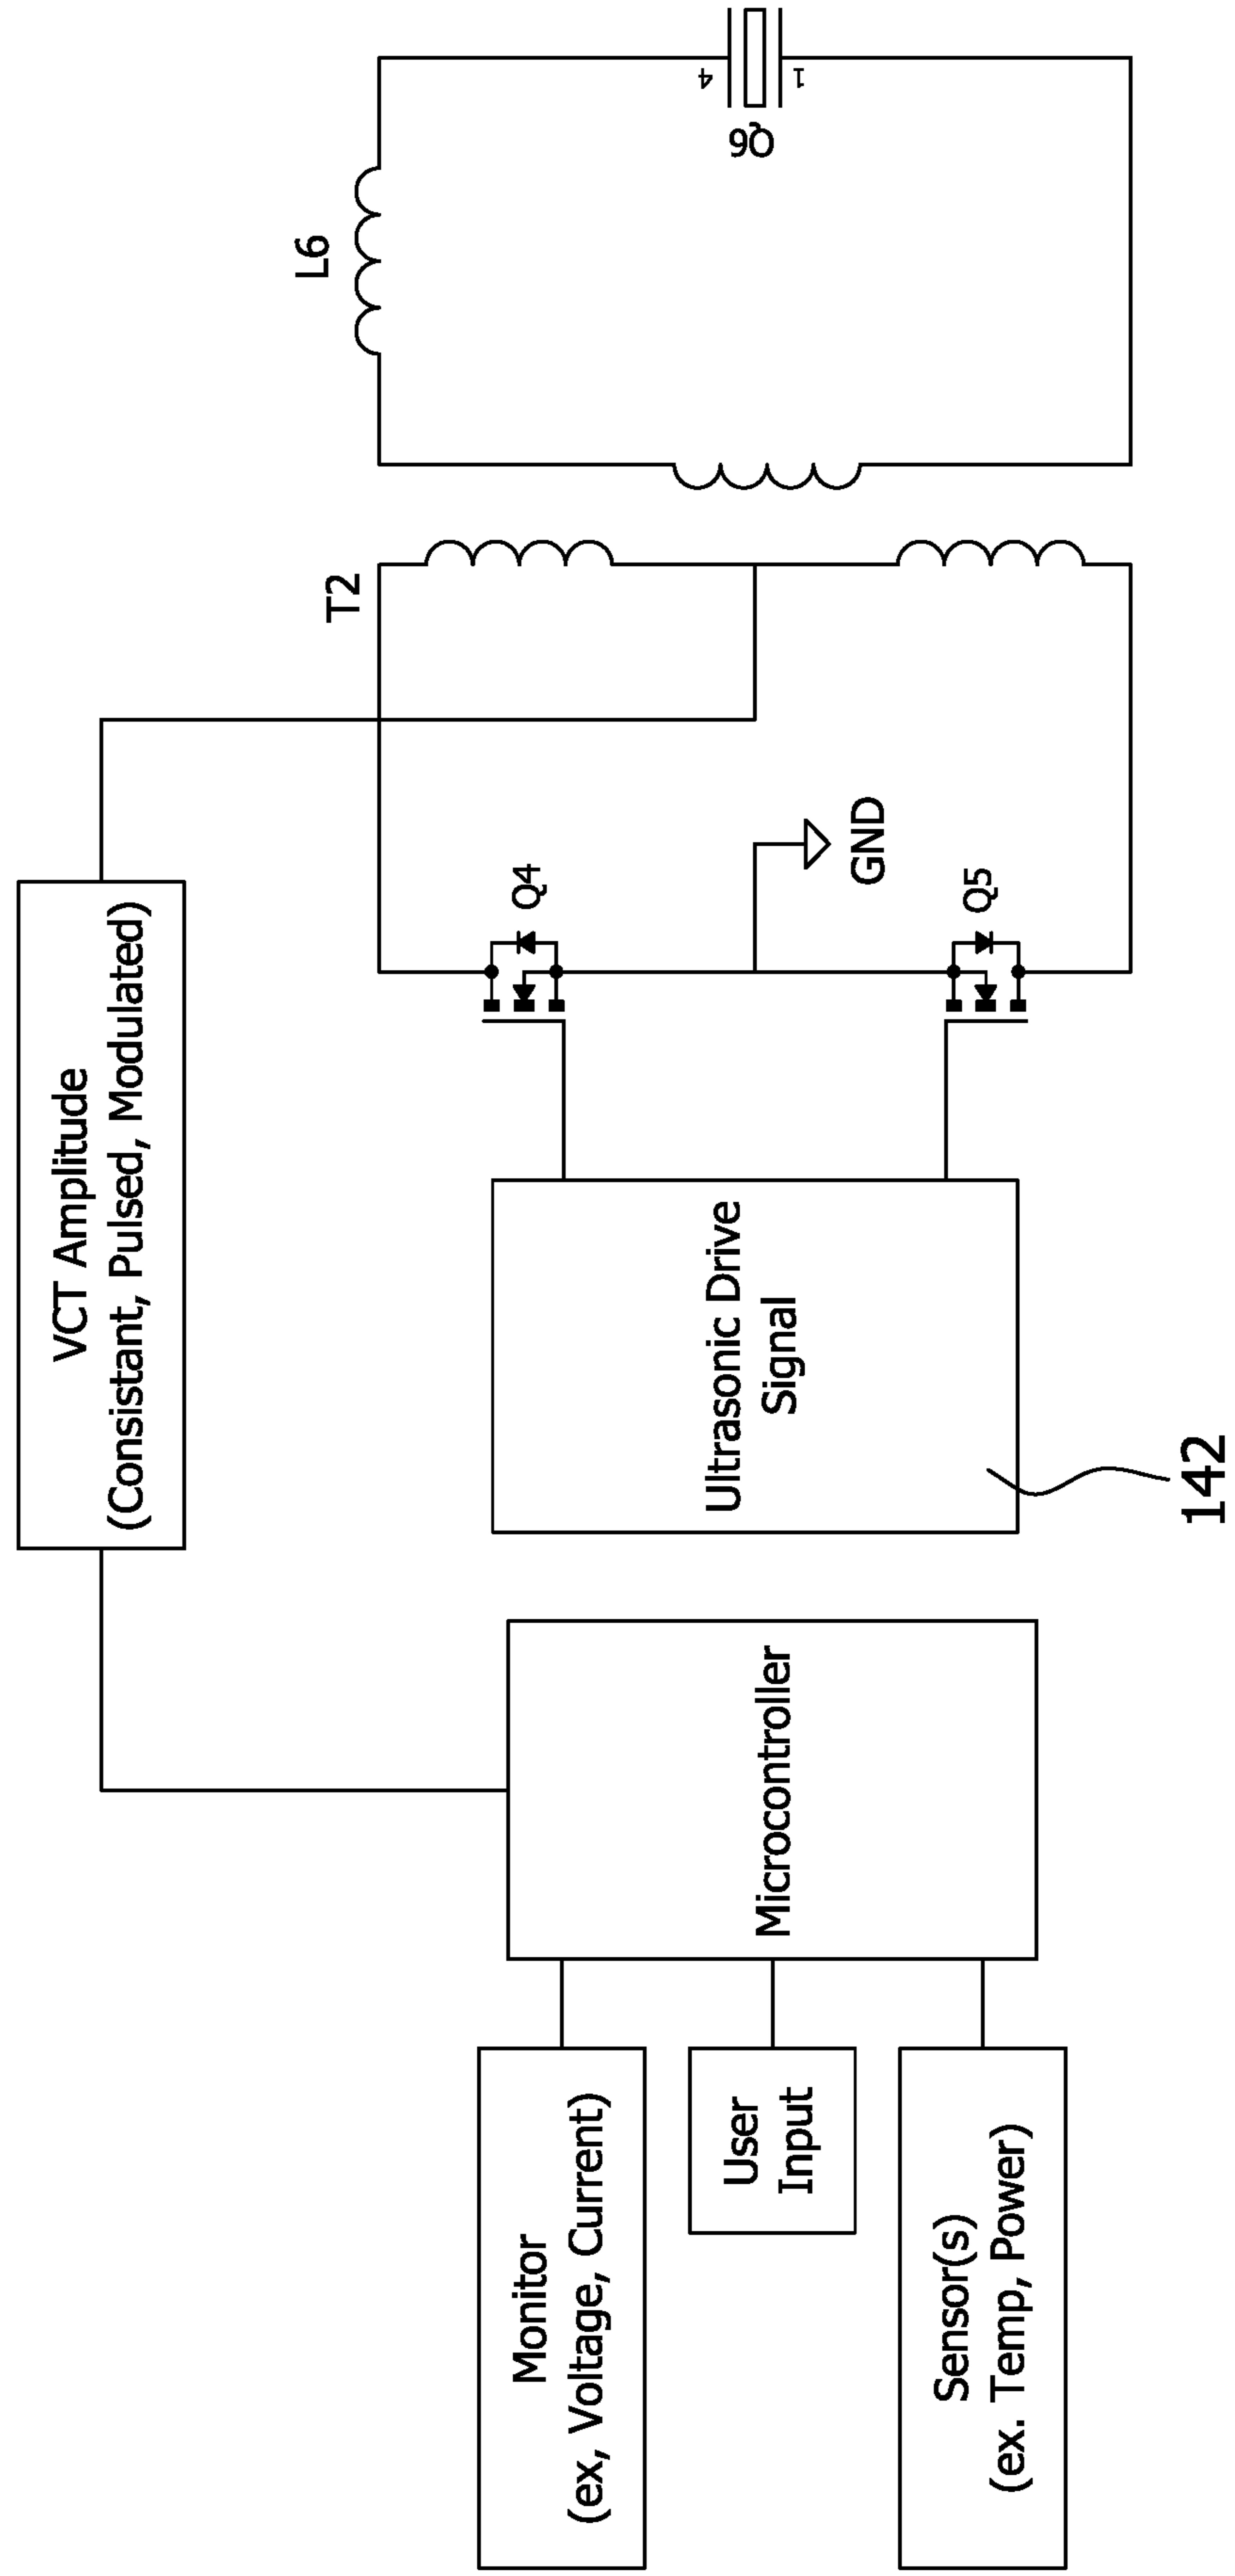 VCT Amplitude
(Consistant, Pulsed, Modulated)
L6
T2
4
1
Q6
Q4
GND
Q5
Ultrasonic Drive
Signal
142
Microcontroller
Monitor
(ex, Voltage, Current)
User
Input
Sensor(s)
(ex. Temp, Power)